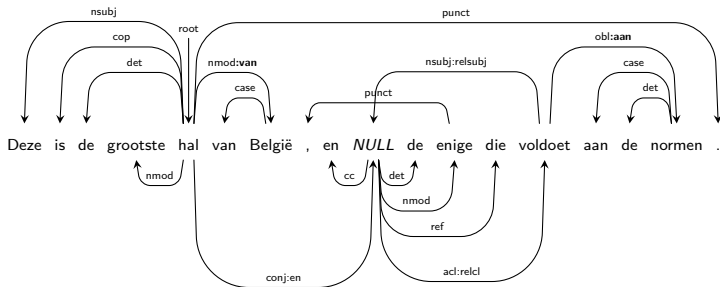 punct
nsubj
root
cop
obl:aan
det
nmod:van
nsubj:relsubj
case
case
punct
det
Deze is de grootste hal van België , en NULL de enige die voldoet aan de normen .
nmod
cc
det
nmod
ref
conj:en
acl:relcl